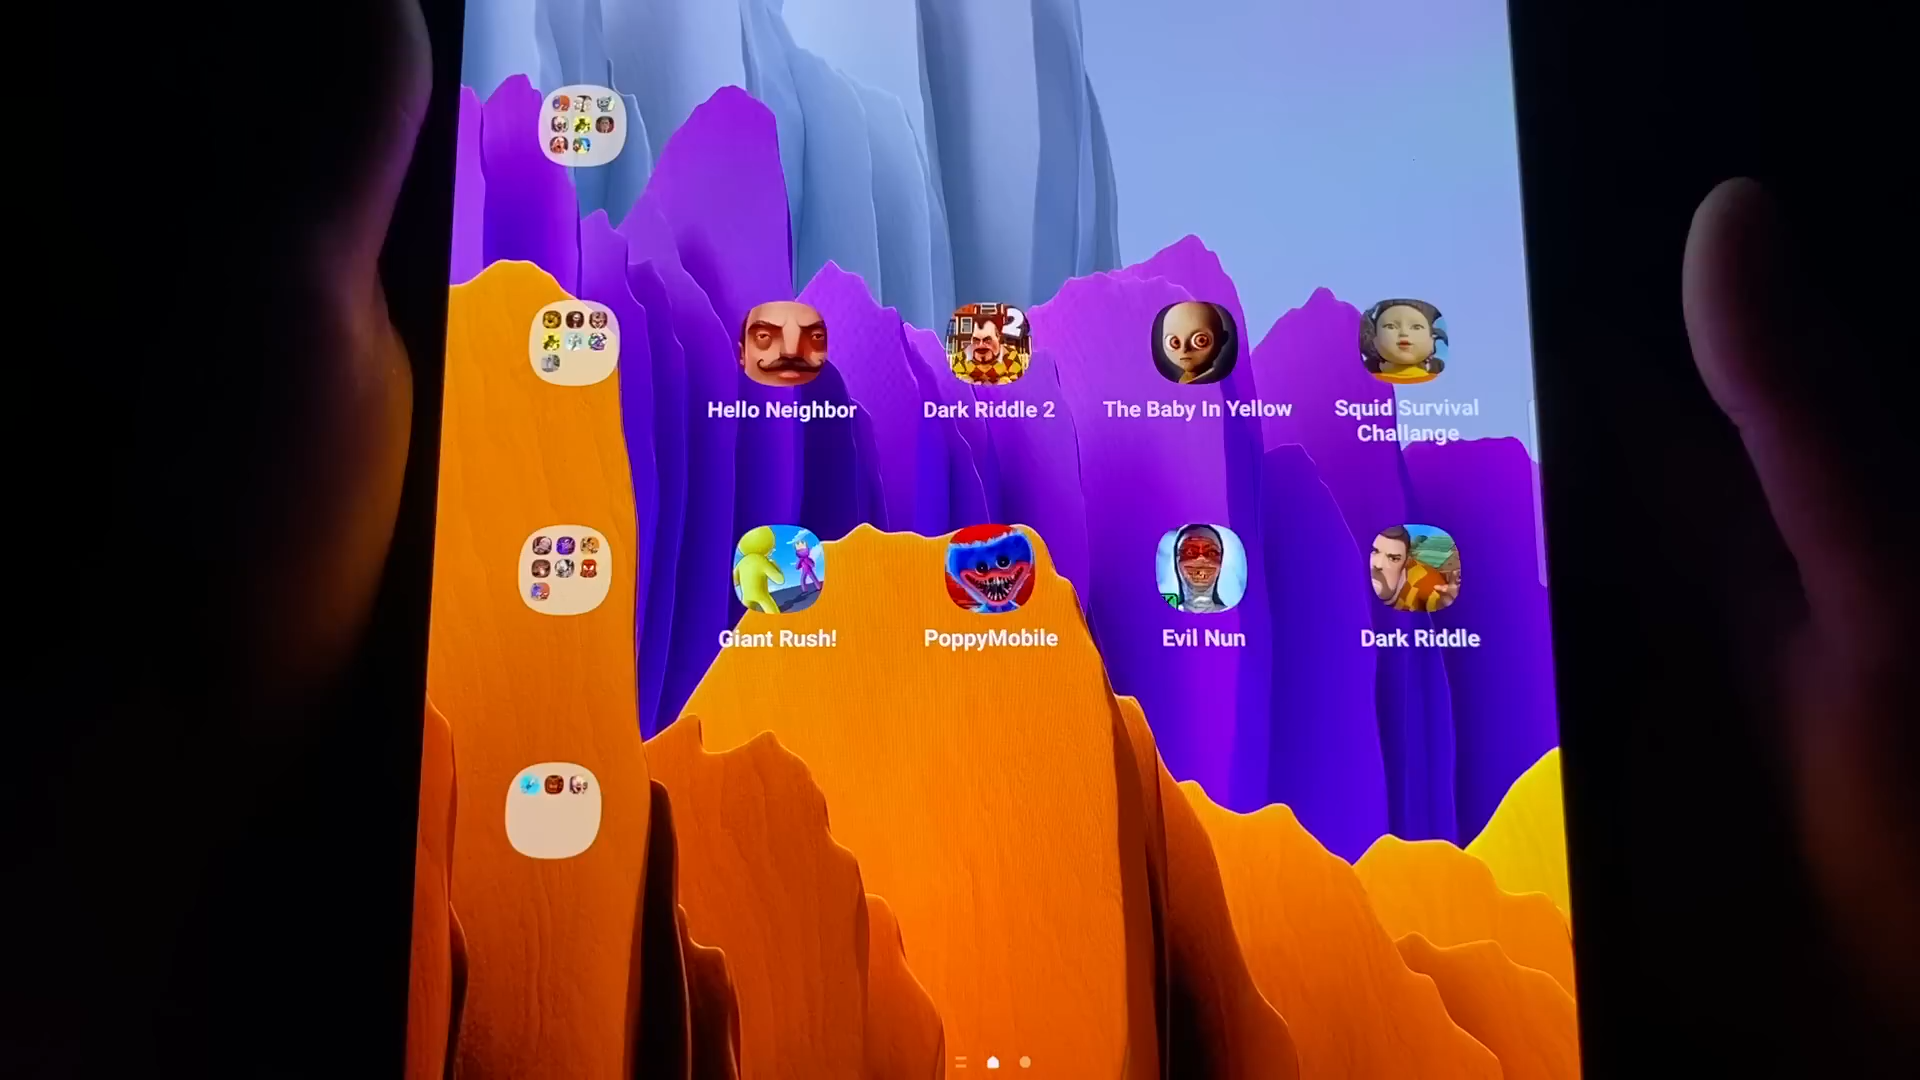 Hello Neighbor
Dark Riddle 2
The Baby In Yellow
Squid Survival
Challange
2
Giant Rush!
PoppyMobile
Evil Nun
Dark Riddle